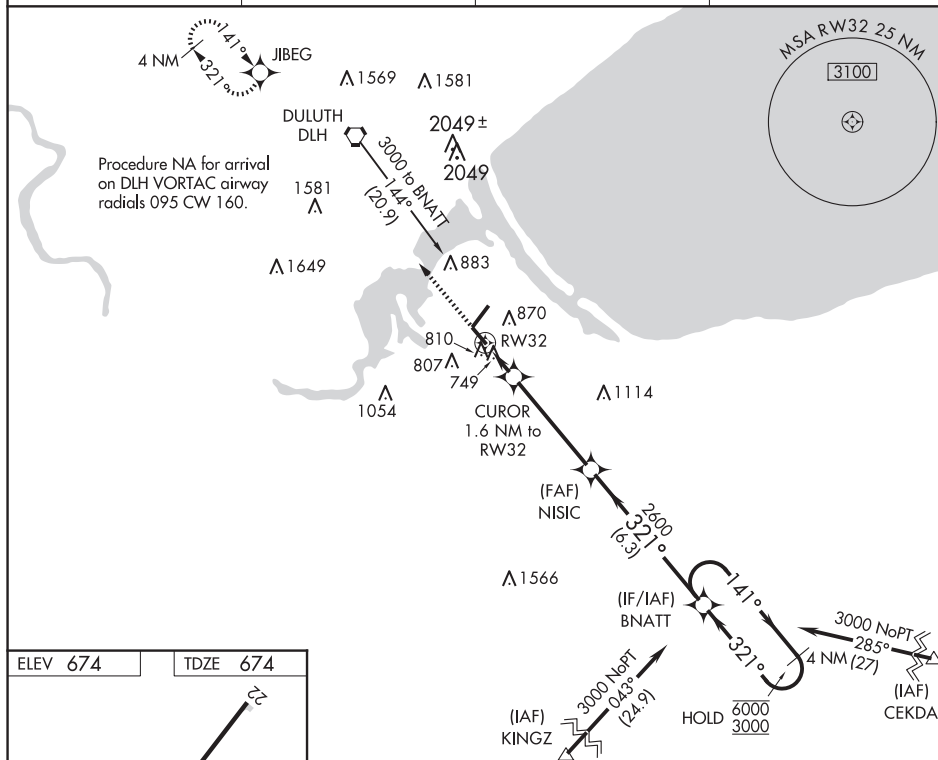 MSA RW32 25 NM
3100
141°
JIBEG
4 NM
321°
1569
1581
DULUTH
DLH
2049±
2049
3000 to BNATT
144°
(20.9)
Procedure NA for arrival
on DLH VORTAC airway
radials 095 CW 160.
1581
1649
883
870
810
RW32
807
749
1054
1114
CUROR
1.6 NM to
RW32
(FAF)
NISIC
2600
321°
(6.3)
1566
(IF/IAF)
BNATT
141°
321°
4 NM (27)
3000 NoPT
285°
(IAF)
CEKDA
HOLD
6000
3000
3000 NoPT
043°
(24.9)
(IAF)
KINGZ
ELEV 674
TDZE 674
22